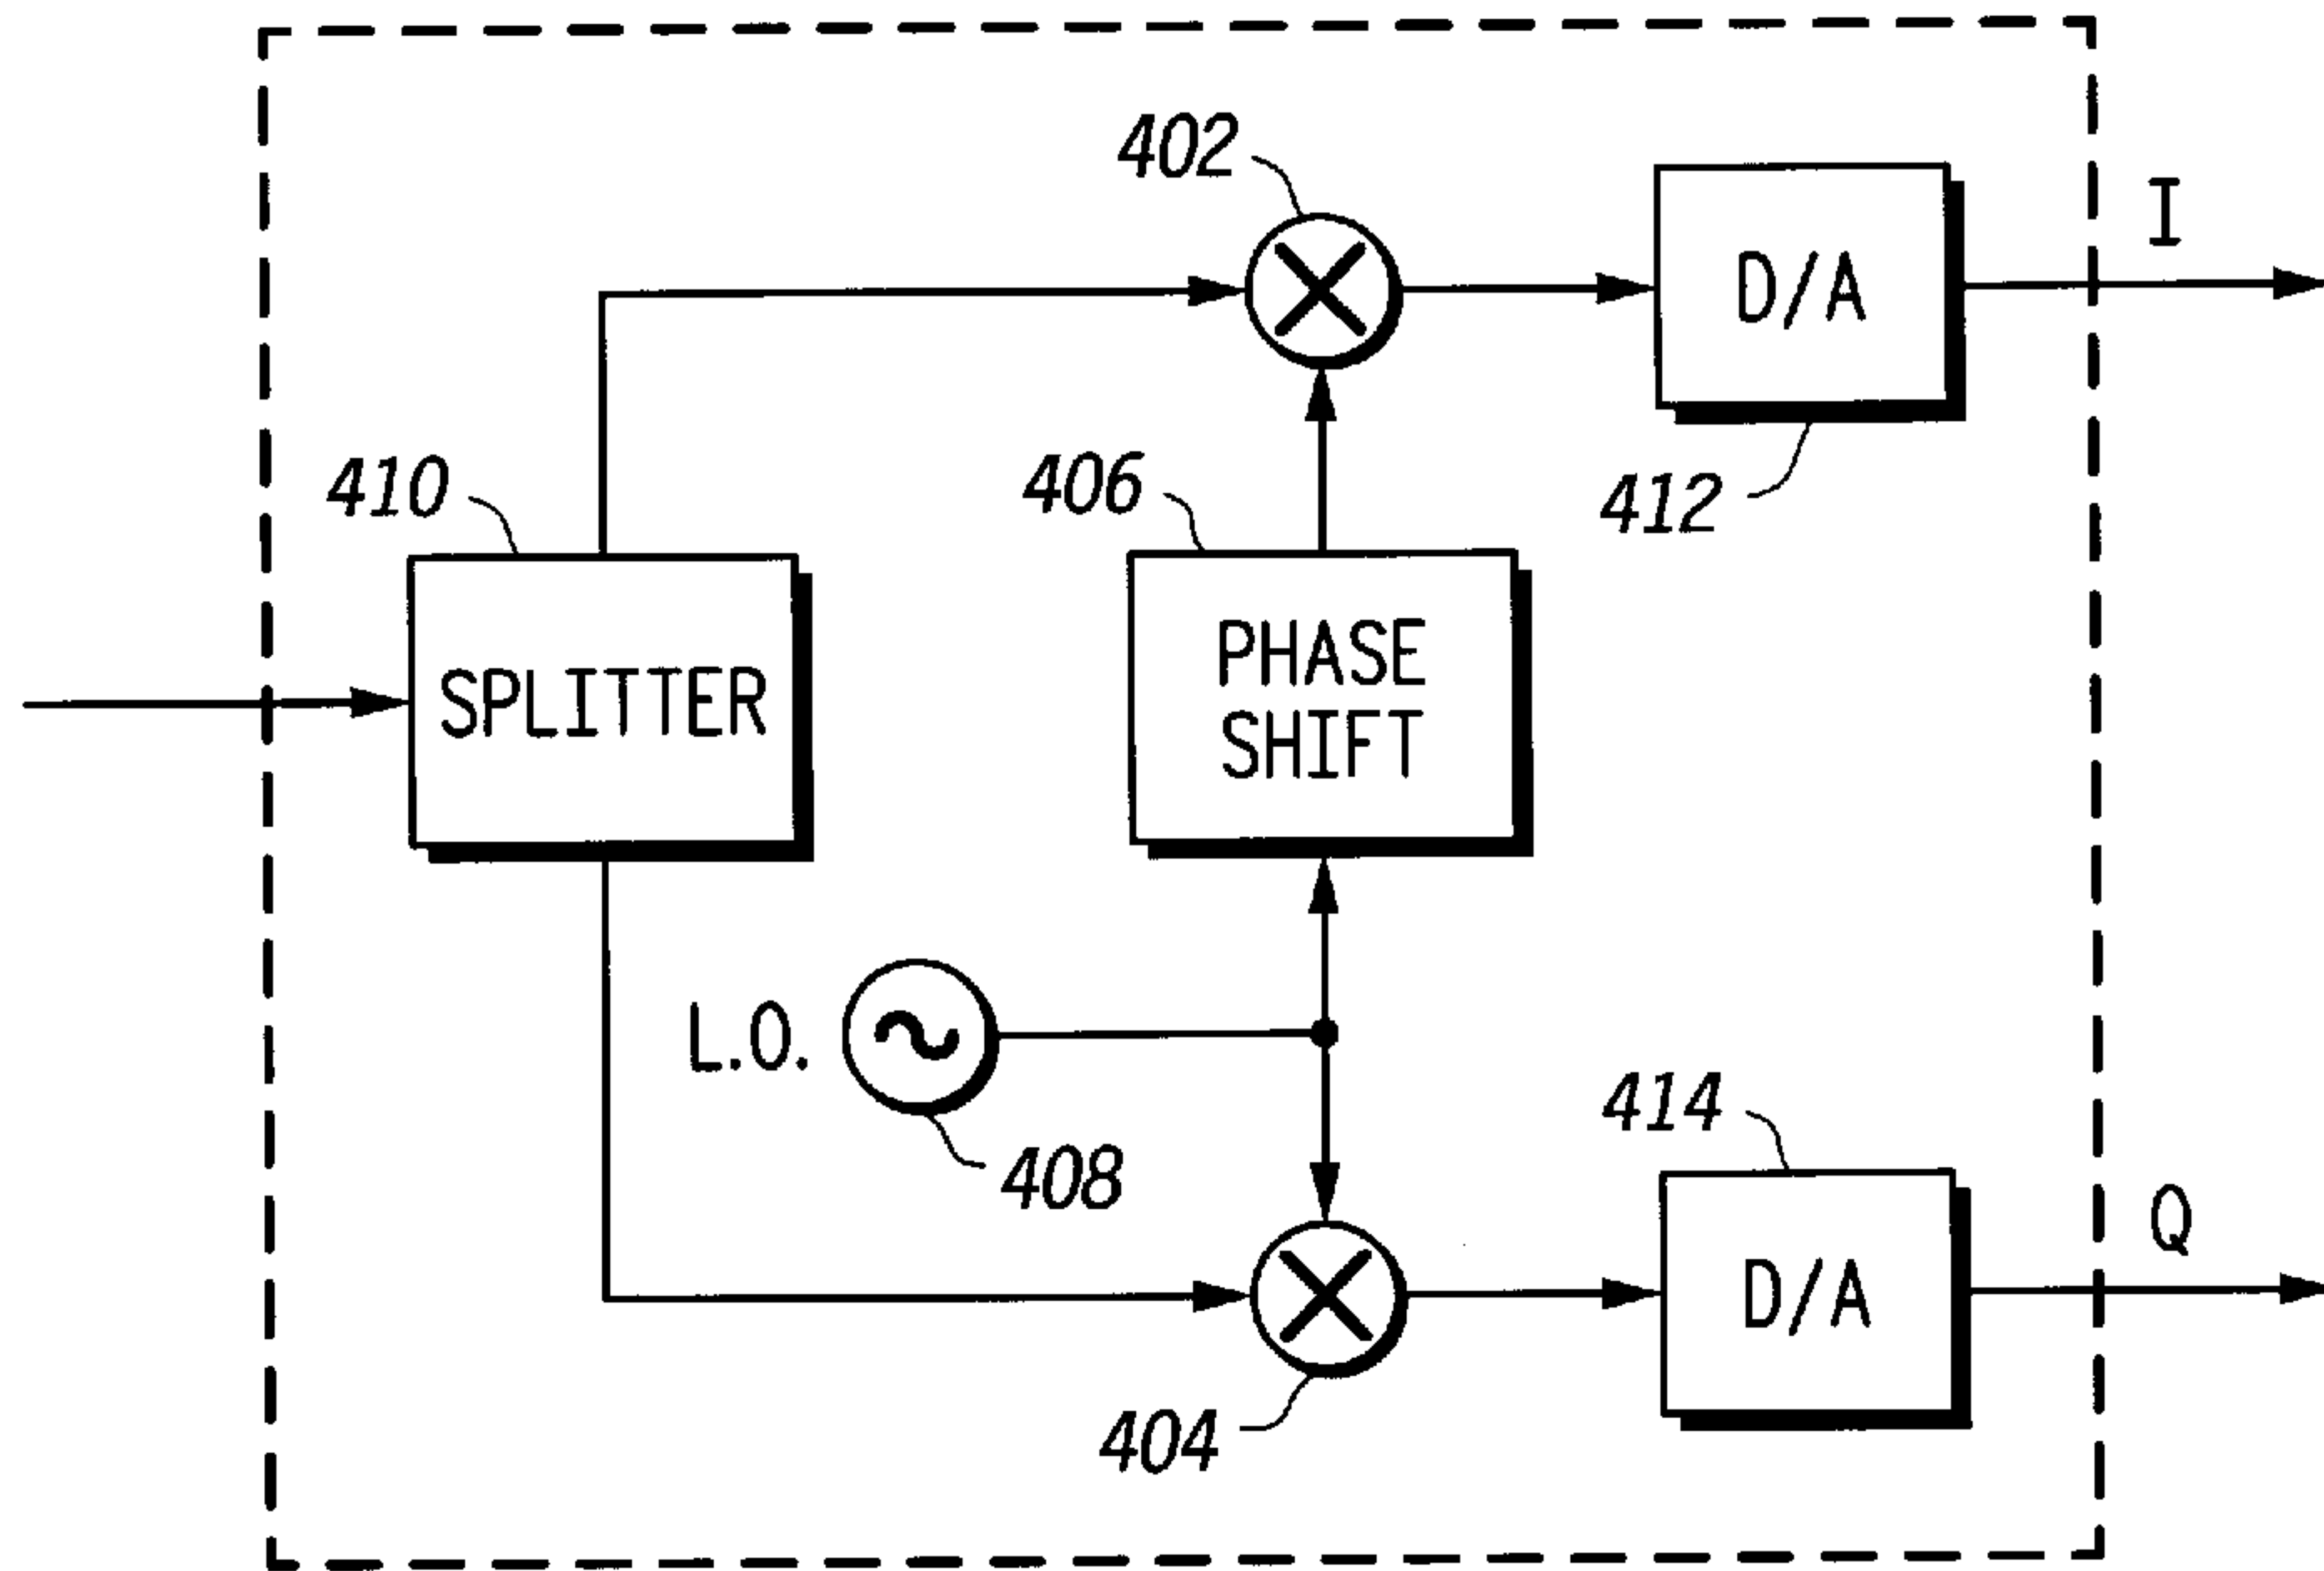 402
I
D/A
410
406
412
SPLITTER
PHASE
SHIFT
L.O.
408
414
Q
D/A
404